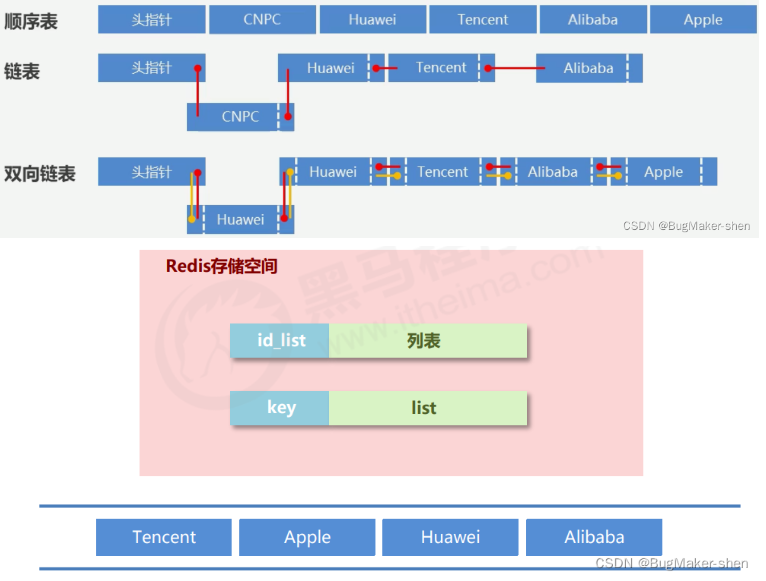 顺序表 头指针 CNPC Huawei Tencent Alibaba Apple
链表 头指针 Huawei Tencent Alibaba
CNPC
双向链表 头指针 Huawei Tencent Alibaba Apple
Huawei
CSDN @BugMaker-shen
Redis存储空间
黑马程序
www.itheima.com
id_list 列表
key list
Tencent Apple Huawei Alibaba
CSDN @BugMaker-shen